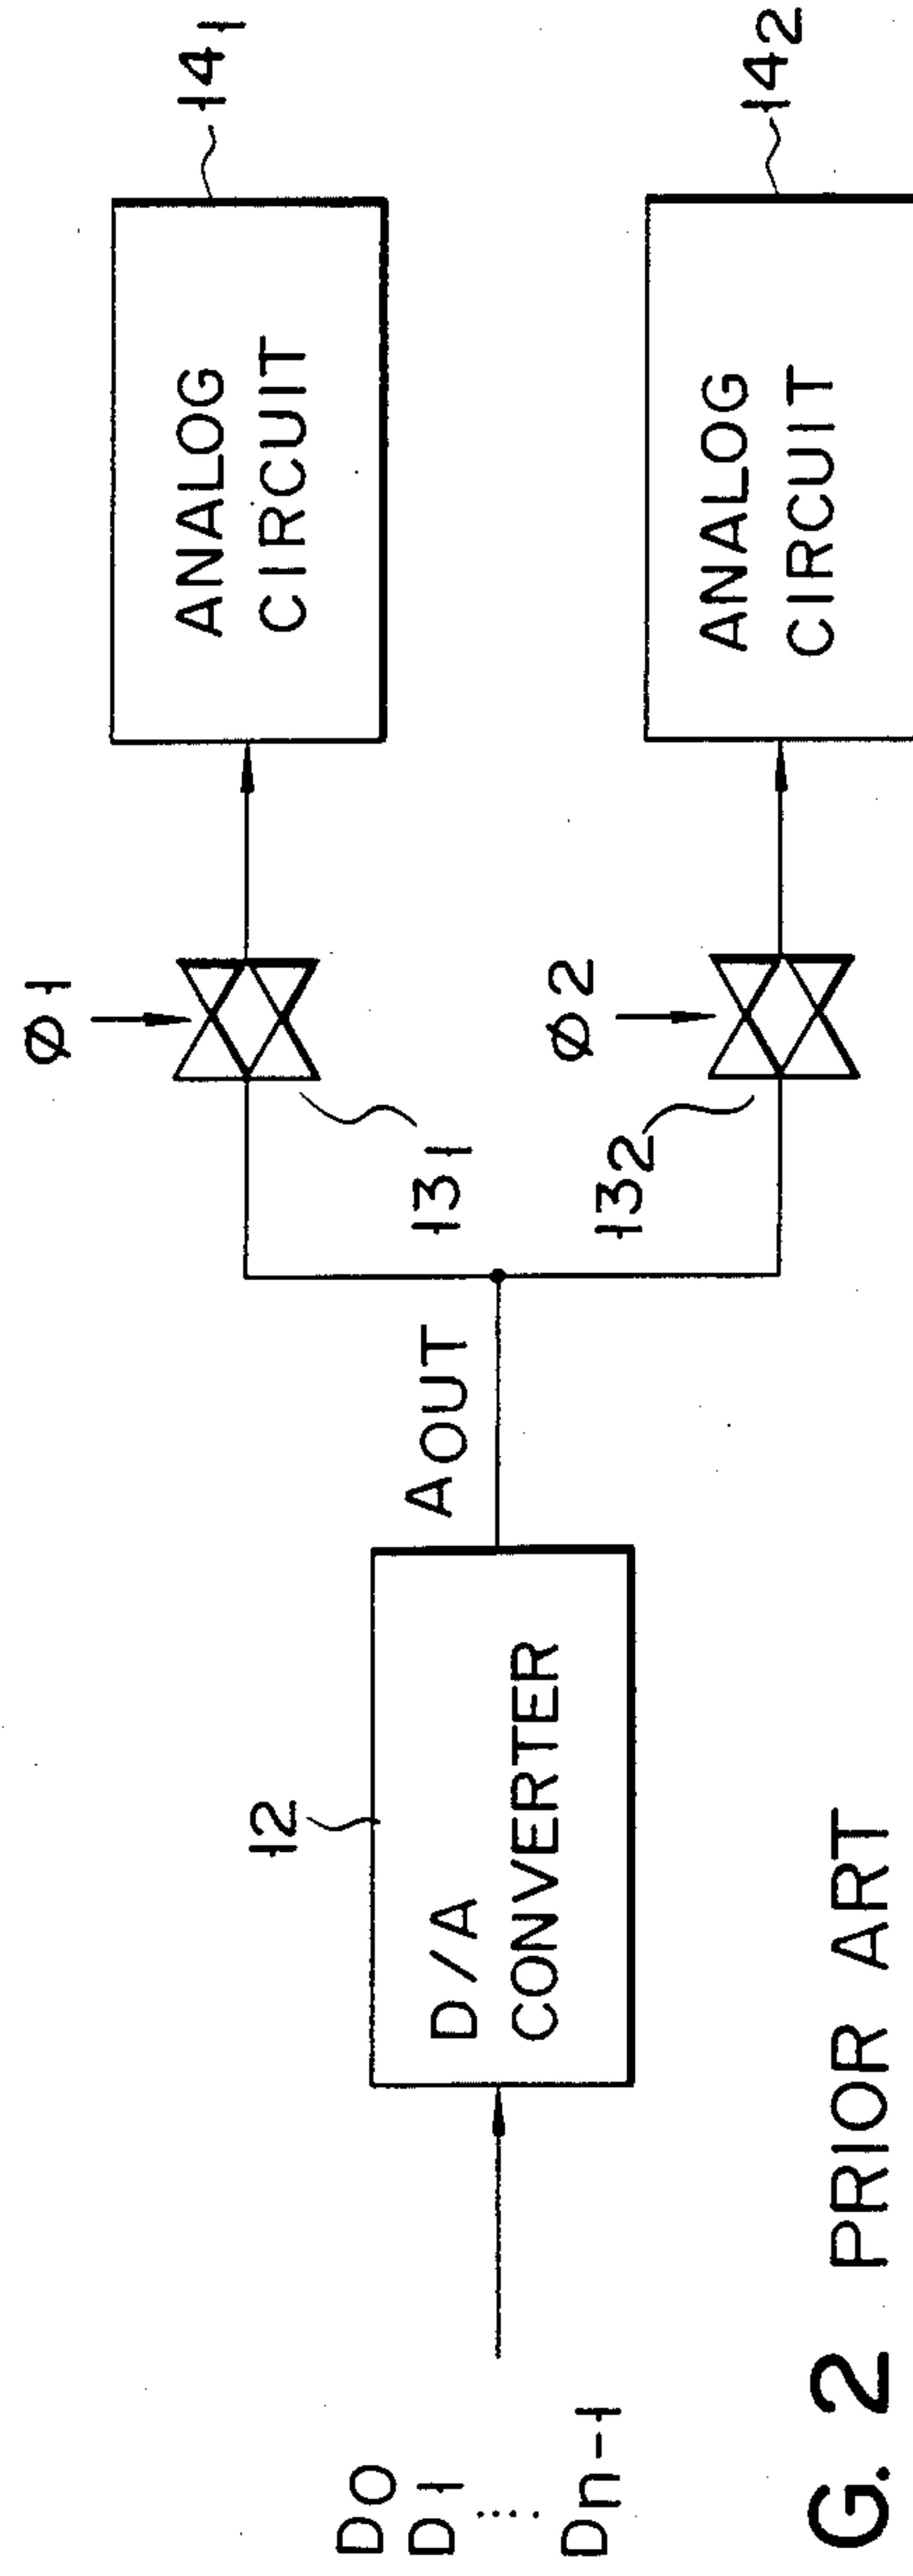 D0
D1
.....
Dn-1
12
D/A
CONVERTER
AOUT
131
132
Ø1
Ø2
ANALOG
CIRCUIT
141
ANALOG
CIRCUIT
142
G. 2 PRIOR ART